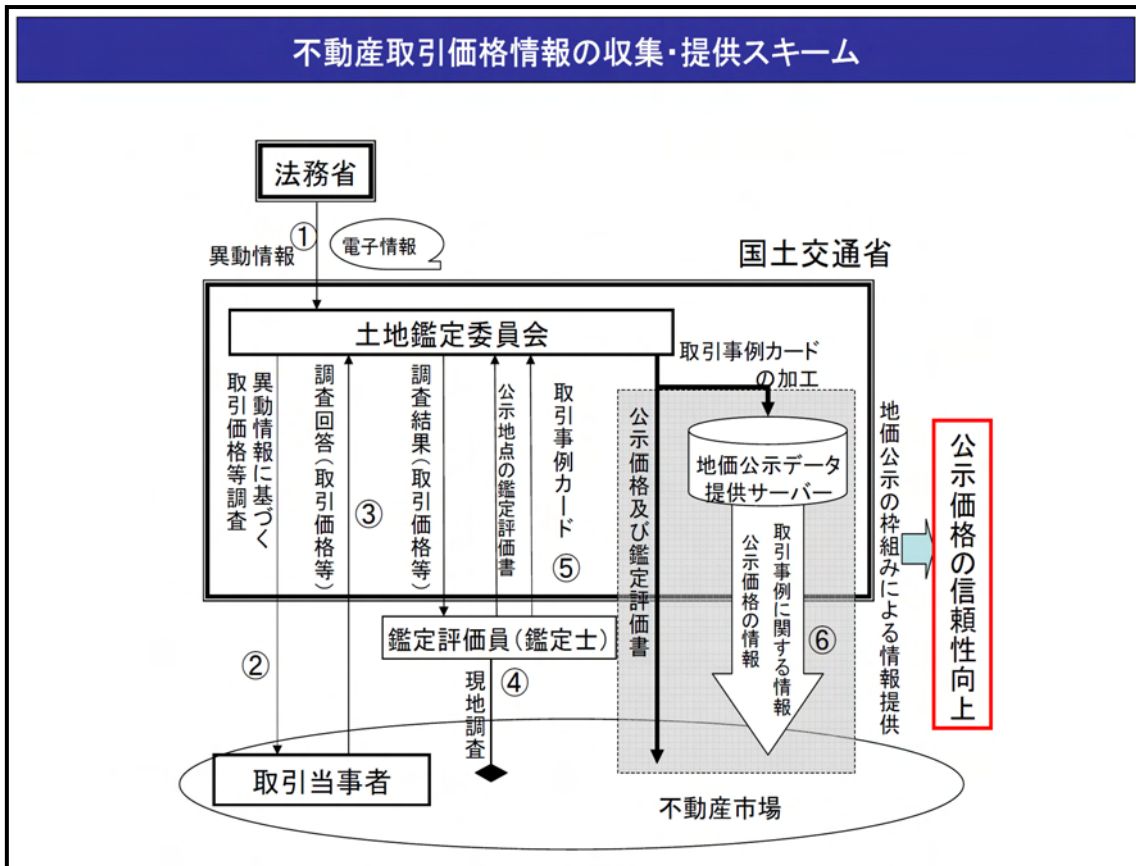 不動産取引価格情報の収集・提供スキーム
法務省
①
異動情報
電子情報
国土交通省
土地鑑定委員会
異動情報に基づく
取引価格等調査
調査回答(取引価格等)
③
調査結果(取引価格等)
公示地点の鑑定評価書
取引事例カード
⑤
取引事例カード
の加工
公示価格及び鑑定評価書
地価公示データ
提供サーバー
取引事例に関する情報
公示価格の情報
⑥
地価公示の枠組みによる情報提供
公示価格の信頼性向上
鑑定評価員(鑑定士)
②
④
現地調査
取引当事者
不動産市場